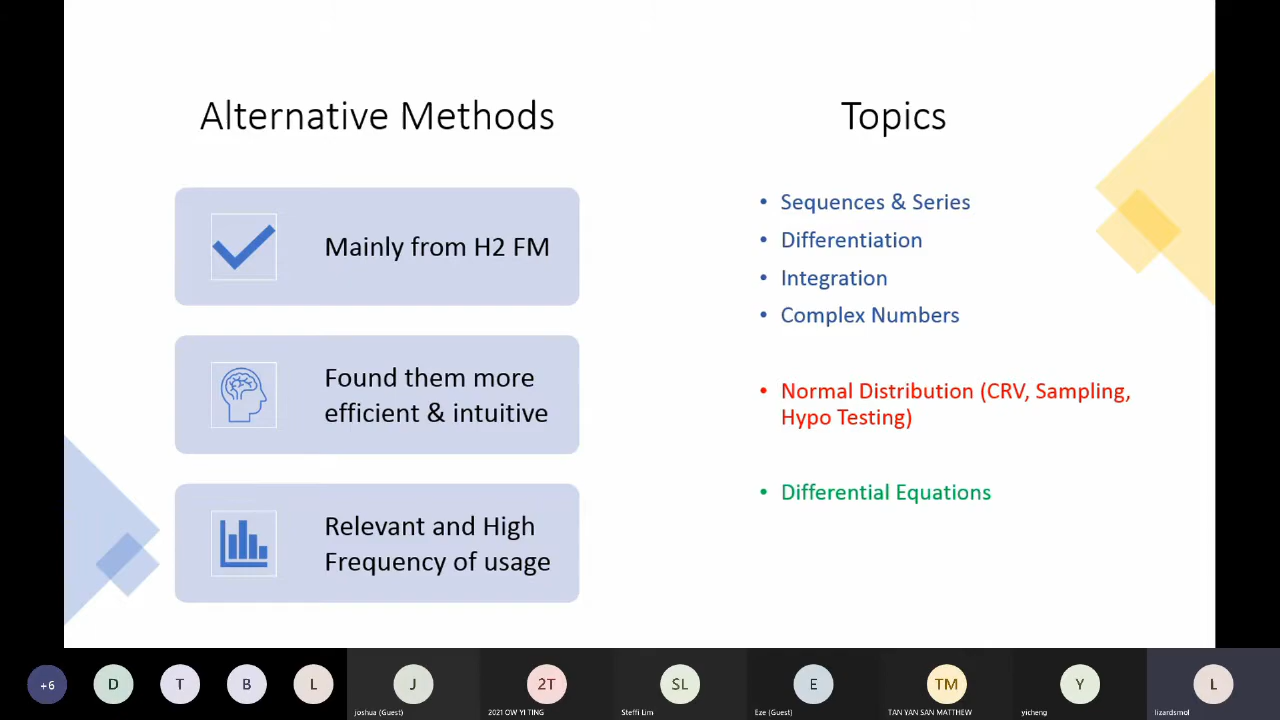 Alternative Methods
Topics
Mainly from H2 FM
Found them more
efficient & intuitive
Relevant and High
Frequency of usage
• Sequences & Series
• Differentiation
• Integration
• Complex Numbers
• Normal Distribution (CRV, Sampling,
Hypo Testing)
• Differential Equations
+6
D
T
B
L
J
2T
SL
E
TM
Y
L
joshua (Guest)
2021 OW YI TING
Steffi Lim
Eze (Guest)
TAN YAN SAN MATTHEW
yicheng
lizardsmol